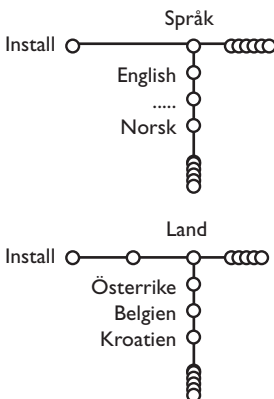 Språk
Install
English
.....
Norsk
Land
Install
Österrike
Belgien
Kroatien